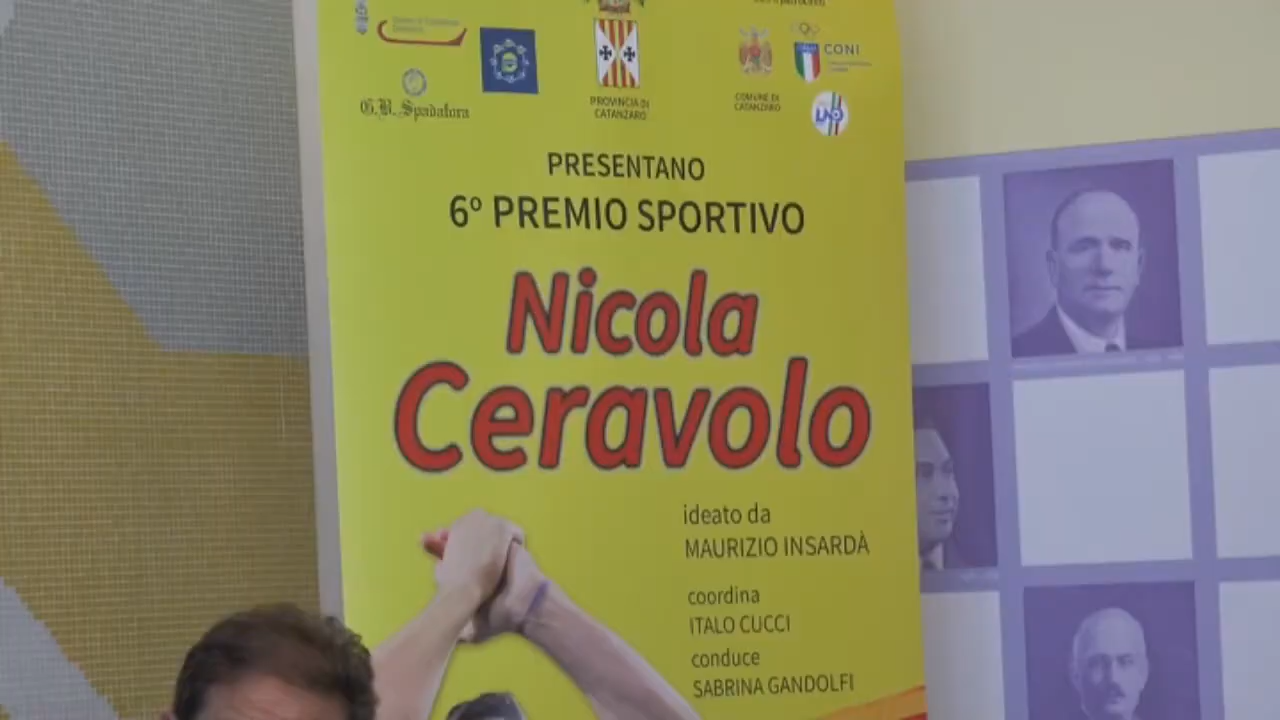 G.B. Spadafora
PROVINCIA DI
CATANZARO
COMUNE DI
CATANZARO
CONI
PRESENTANO
6º PREMIO SPORTIVO
Nicola
Ceravolo
ideato da
MAURIZIO INSARDÀ
coordina
ITALO CUCCI
conduce
SABRINA GANDOLFI